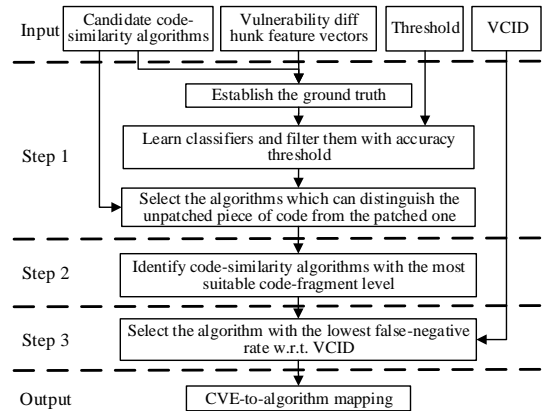 Input
Candidate code-
similarity algorithms
Vulnerability diff
hunk feature vectors
Threshold
VCID
Step 1
Establish the ground truth
Learn classifiers and filter them with accuracy
threshold
Select the algorithms which can distinguish the
unpatched piece of code from the patched one
Step 2
Identify code-similarity algorithms with the most
suitable code-fragment level
Step 3
Select the algorithm with the lowest false-negative
rate w.r.t. VCID
Output
CVE-to-algorithm mapping